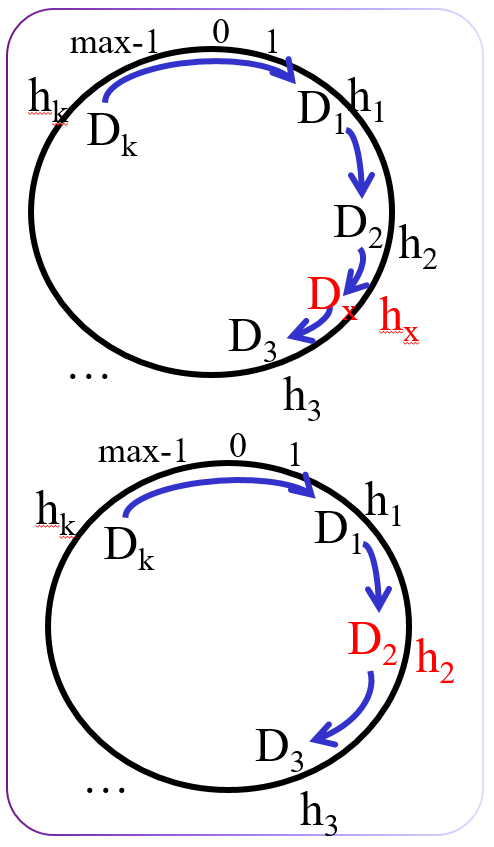 max-1 0 1
hk Dk D1 h1
D2 h2
Dx hx
D3
...
h3
max-1 0 1
hk Dk D1 h1
D2 h2
D3
...
h3